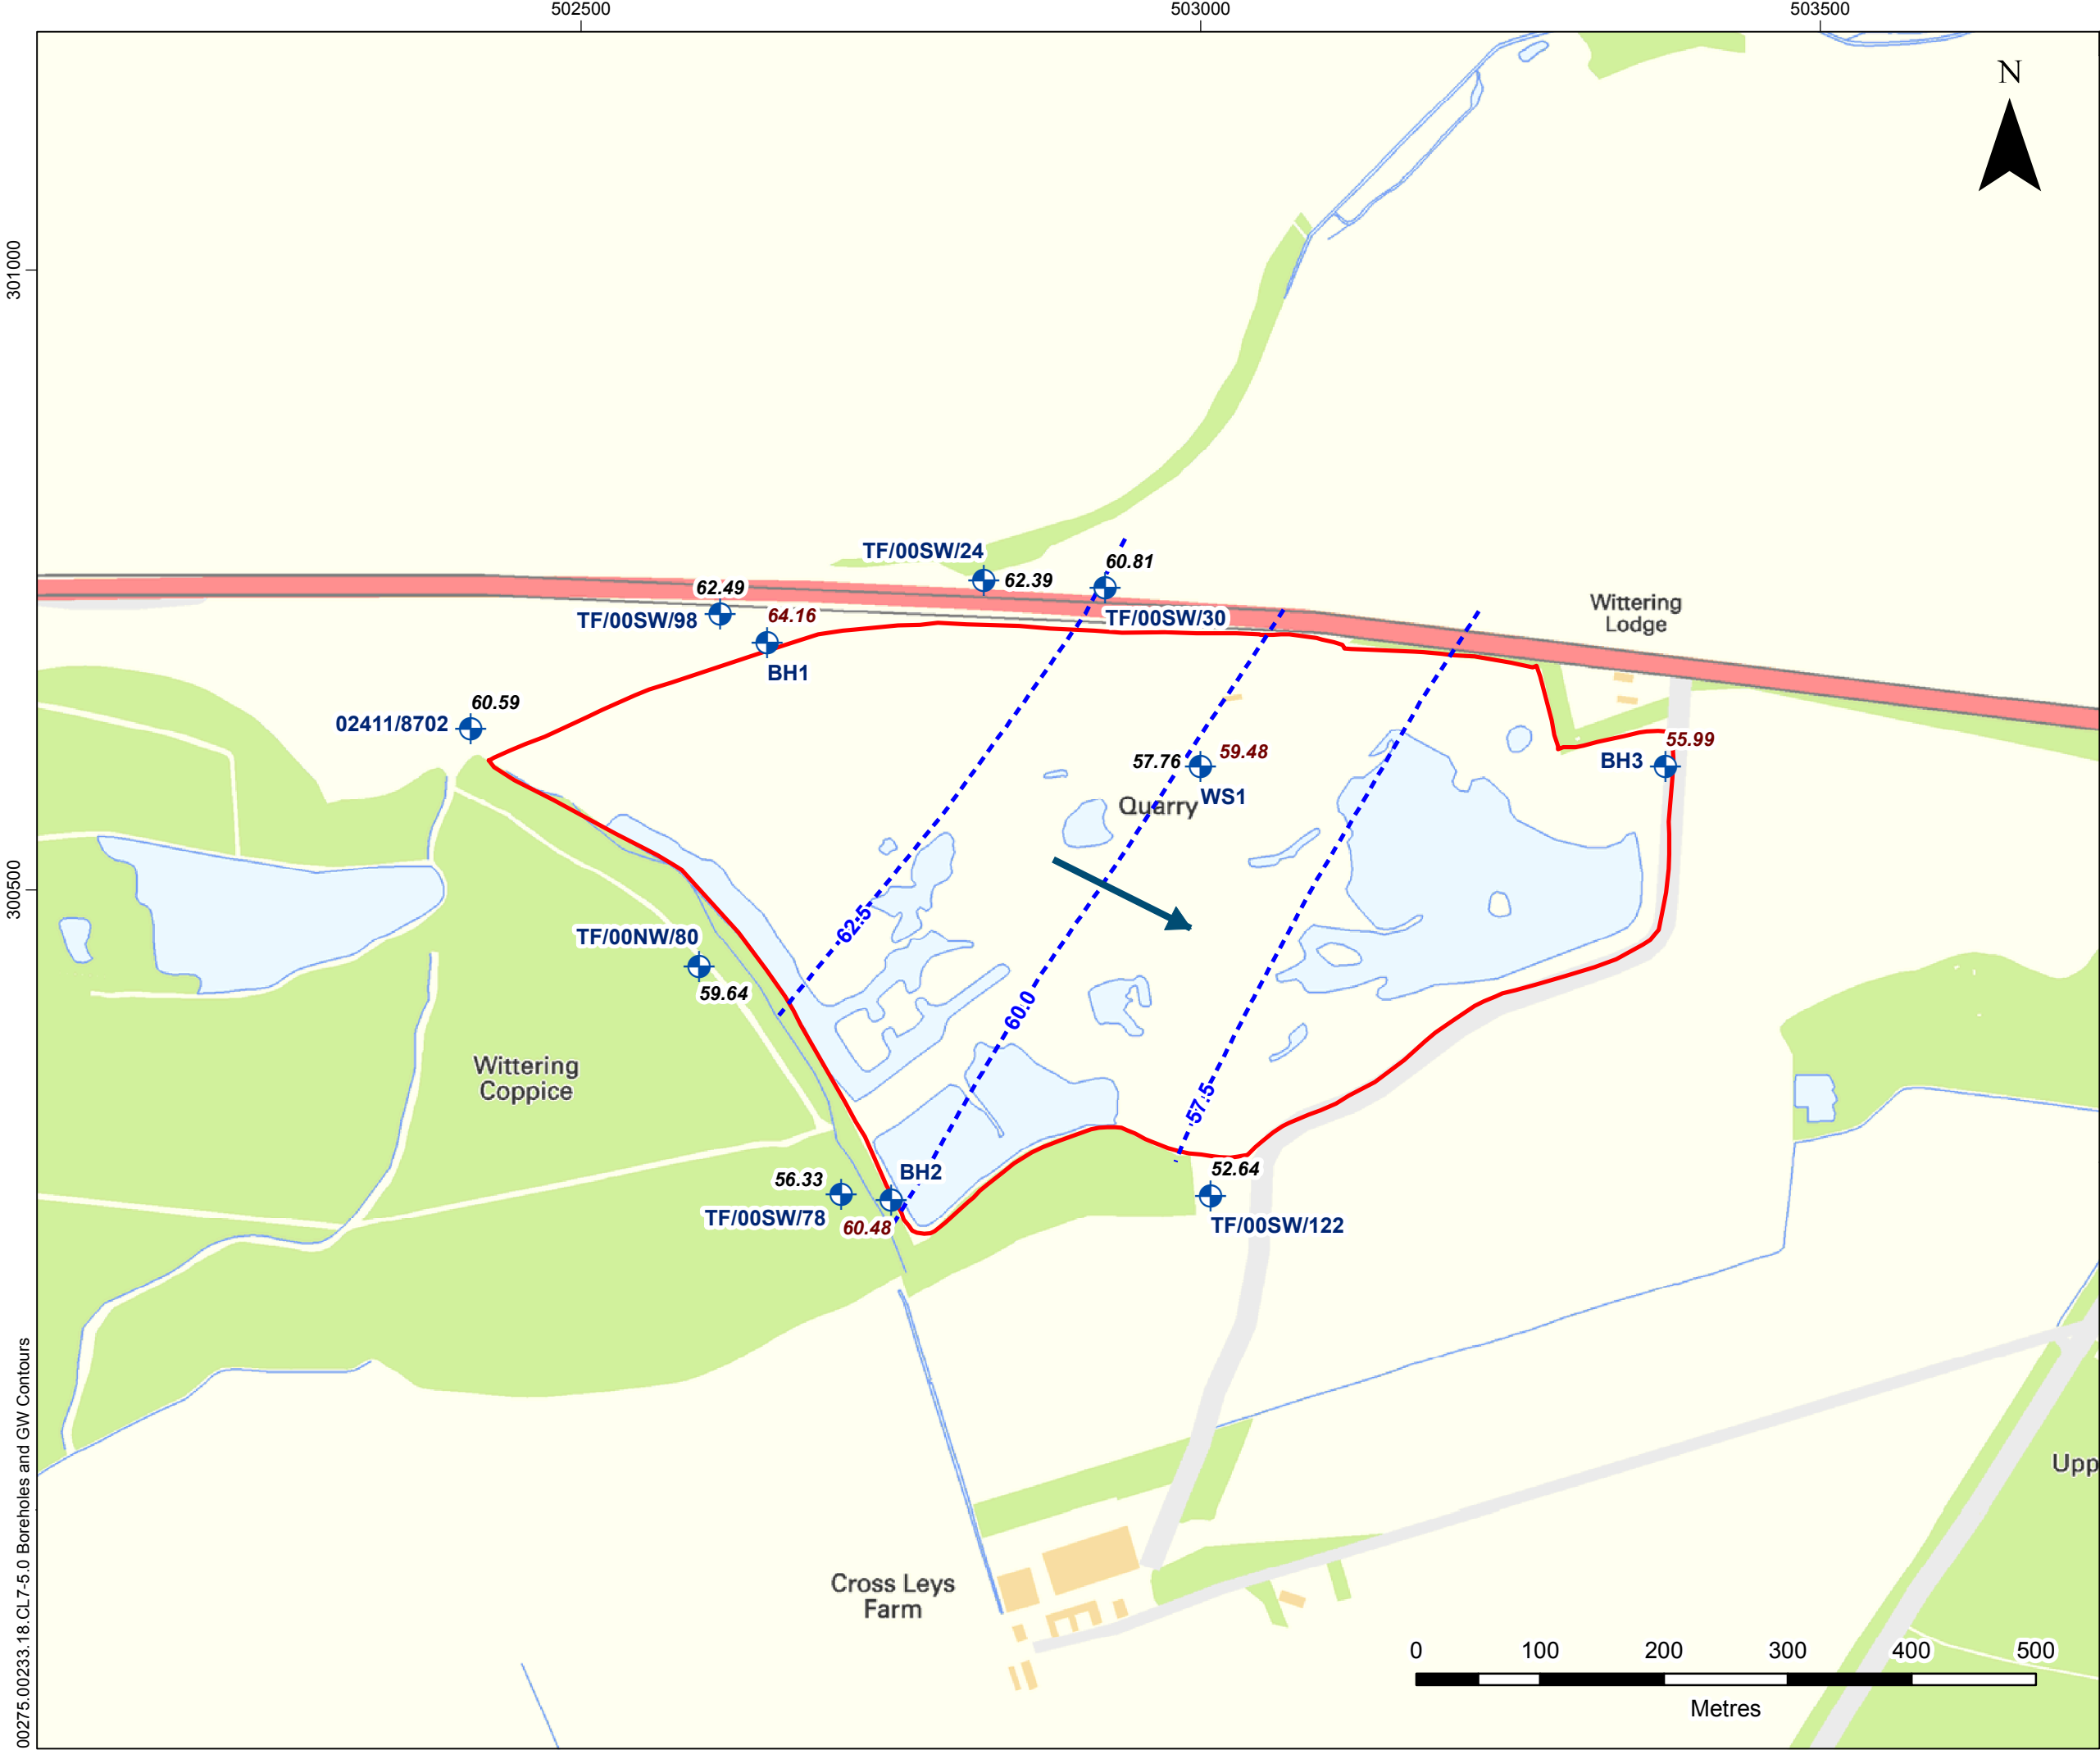 502500
503000
503500
N
301000
TF/00SW/24
62.39
60.81
62.49
TF/00SW/98
64.16
TF/00SW/30
Wittering
Lodge
BH1
60.59
02411/8702
55.99
BH3
57.76
59.48
WS1
Quarry
300500
62.5
TF/00NW/80
59.64
60.0
Wittering
Coppice
57.5
BH2
56.33
TF/00SW/78
60.48
52.64
TF/00SW/122
Upp
Cross Leys
Farm
0 100 200 300 400 500
Metres
00275.00233.18.CL7-5.0 Boreholes and GW Contours